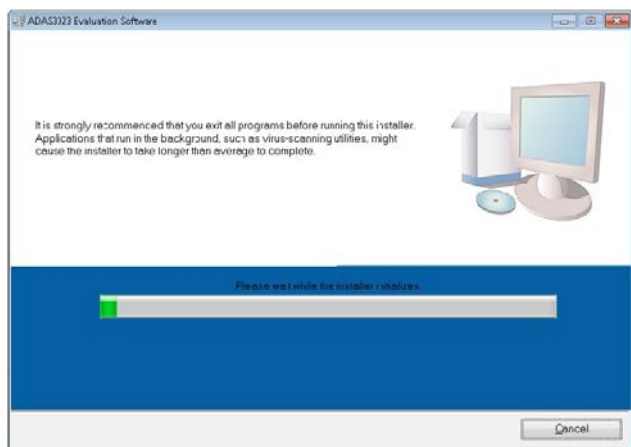 ADAS3023 Evaluation Software
It is strongly recommended that you exit all programs before running this installer.
Applications that run in the background, such as virus-scanning utilities, might
cause the installer to take longer than average to complete.
Please wait while the installer initializes.
Cancel